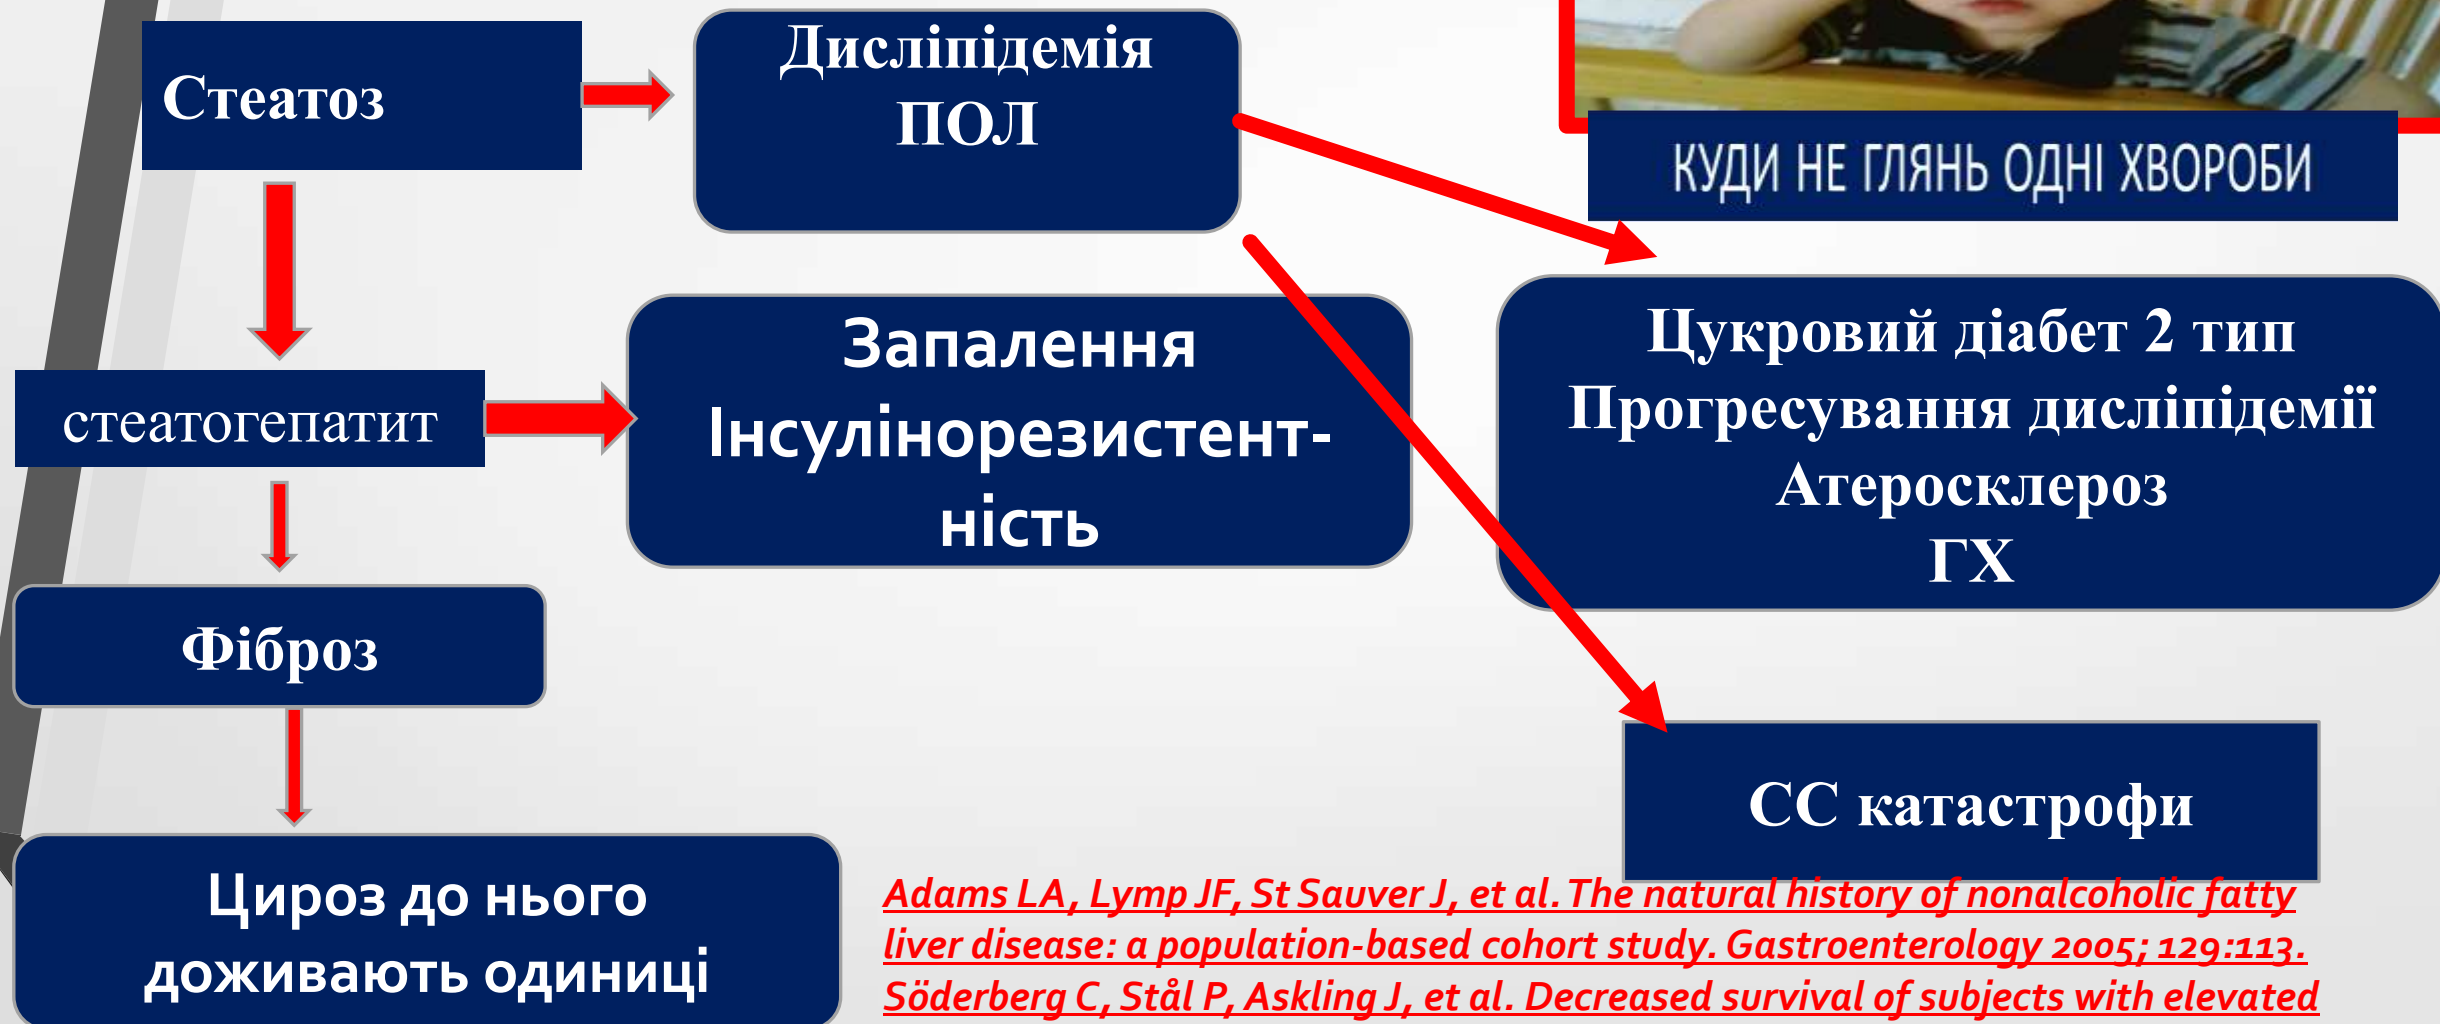 Стеатоз
Дисліпідемія
ПОЛ
КУДИ НЕ ГЛЯНЬ ОДНІ ХВОРОБИ
стеатогепатит
Запалення
Інсулінорезистент-
ність
Цукровий діабет 2 тип
Прогресування дисліпідемії
Атеросклероз
ГХ
Фіброз
СС катастрофи
Цироз до нього
доживають одиниці
Adams LA, Lymp JF, St Sauver J, et al. The natural history of nonalcoholic fatty
liver disease: a population-based cohort study. Gastroenterology 2005; 129:113.
Söderberg C, Stål P, Askling J, et al. Decreased survival of subjects with elevated